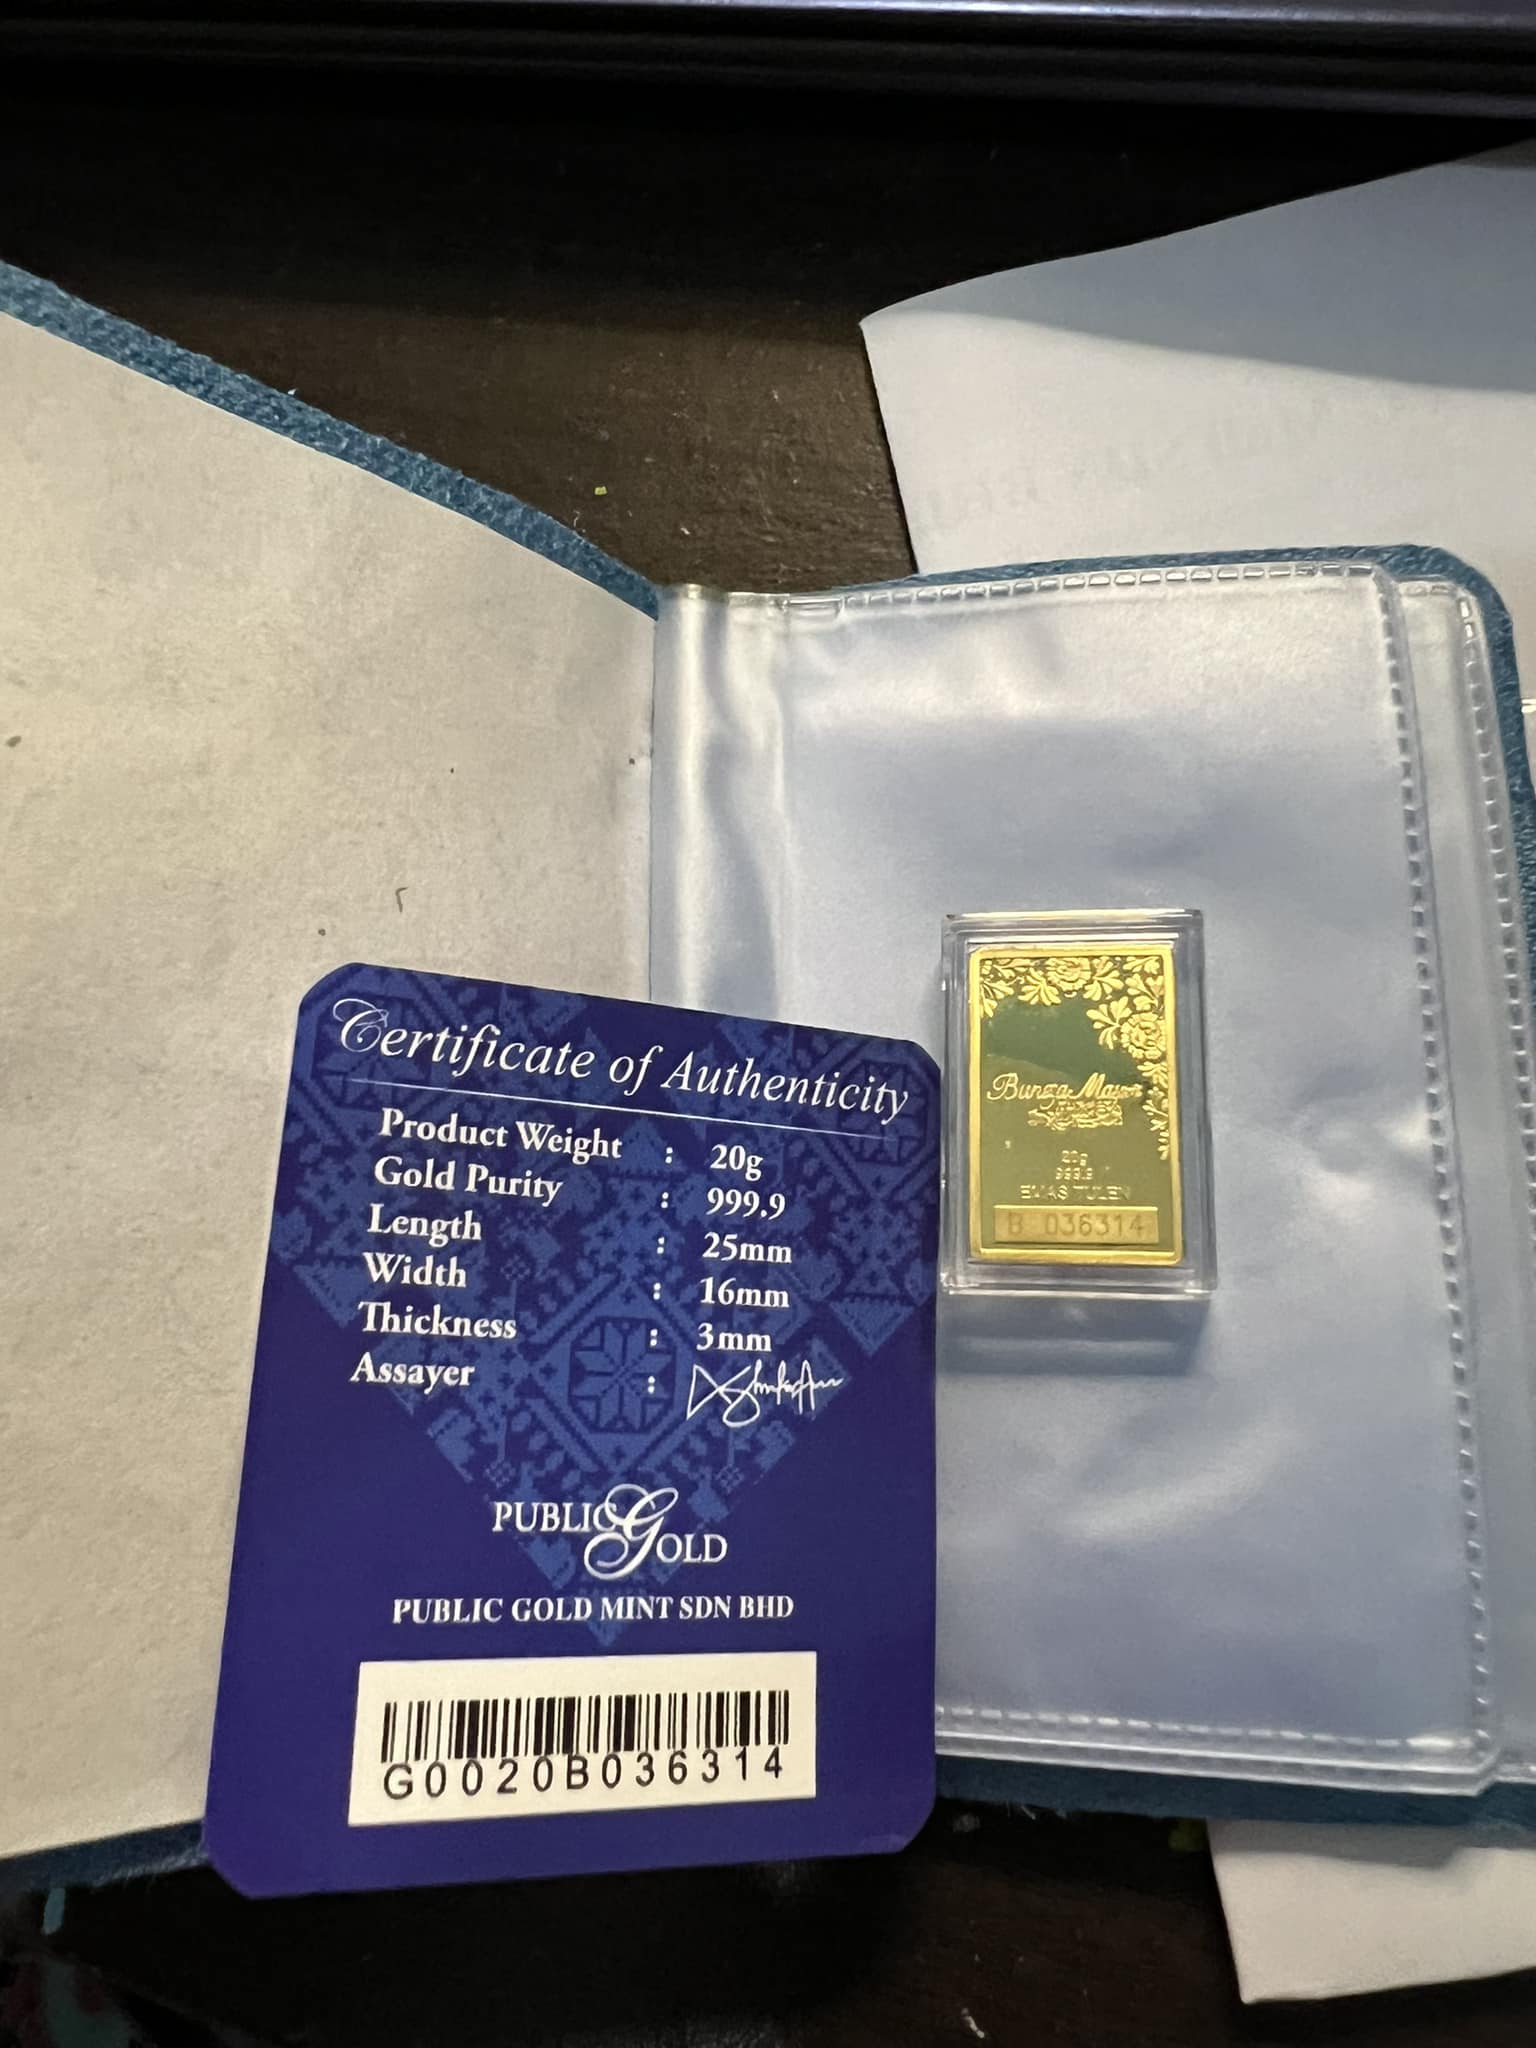 Certificate of Authenticity
Product Weight : 20g
Gold Purity : 999.9
Length : 25mm
Width : 16mm
Thickness : 3mm
Assayer :
PUBLIC GOLD
PUBLIC GOLD MINT SDN BHD
G0020B036314
Bunga Mas
20g
999.9
EMAS TULEN
B 036314